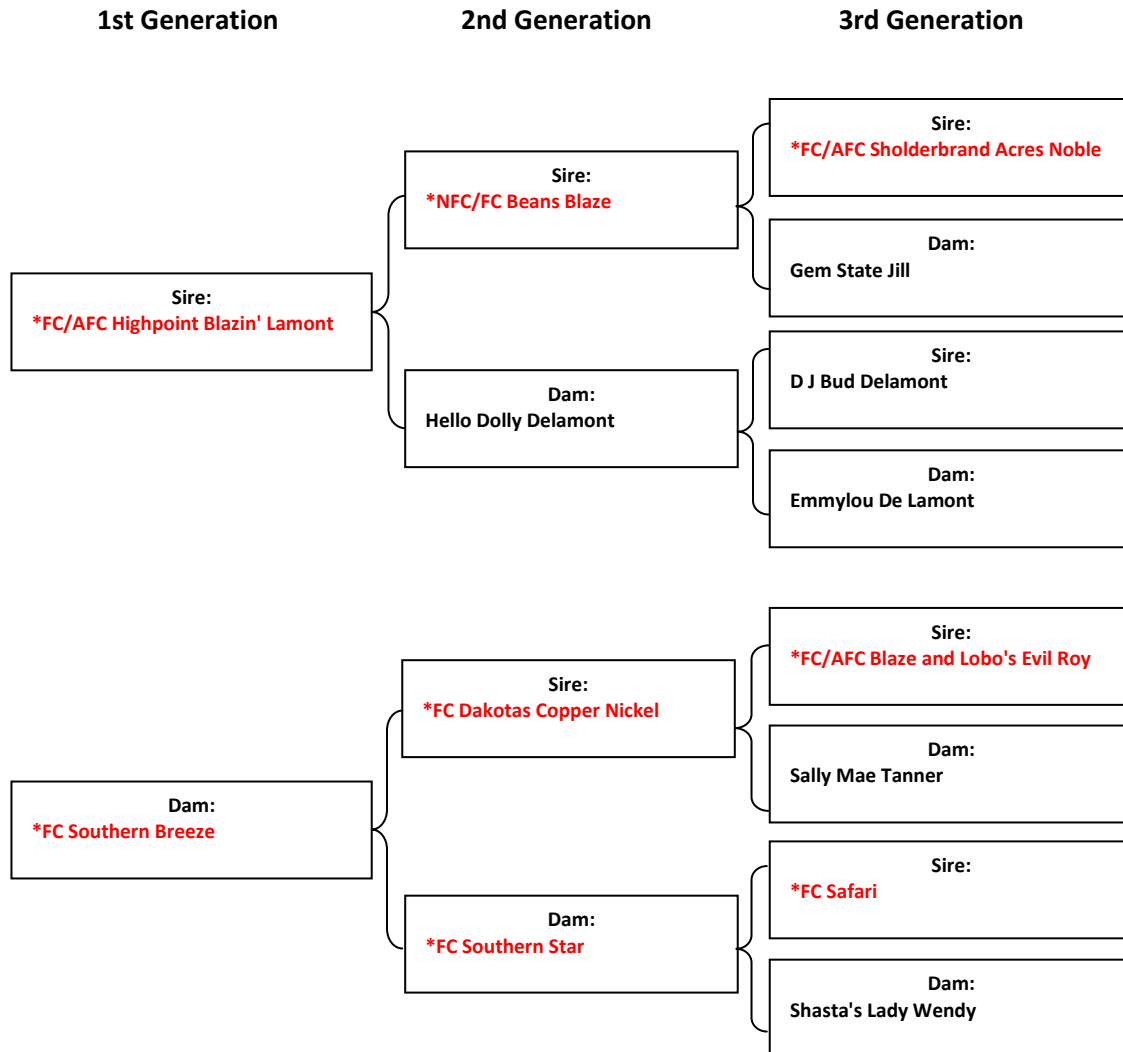 1st Generation
2nd Generation
3rd Generation
Sire:
*FC/AFC Highpoint Blazin' Lamont
Sire:
*NFC/FC Beans Blaze
Sire:
*FC/AFC Sholderbrand Acres Noble
Dam:
Gem State Jill
Dam:
Hello Dolly Delamont
Sire:
D J Bud Delamont
Dam:
Emmylou De Lamont
Dam:
*FC Southern Breeze
Sire:
*FC Dakotas Copper Nickel
Sire:
*FC/AFC Blaze and Lobo's Evil Roy
Dam:
Sally Mae Tanner
Dam:
*FC Southern Star
Sire:
*FC Safari
Dam:
Shasta's Lady Wendy